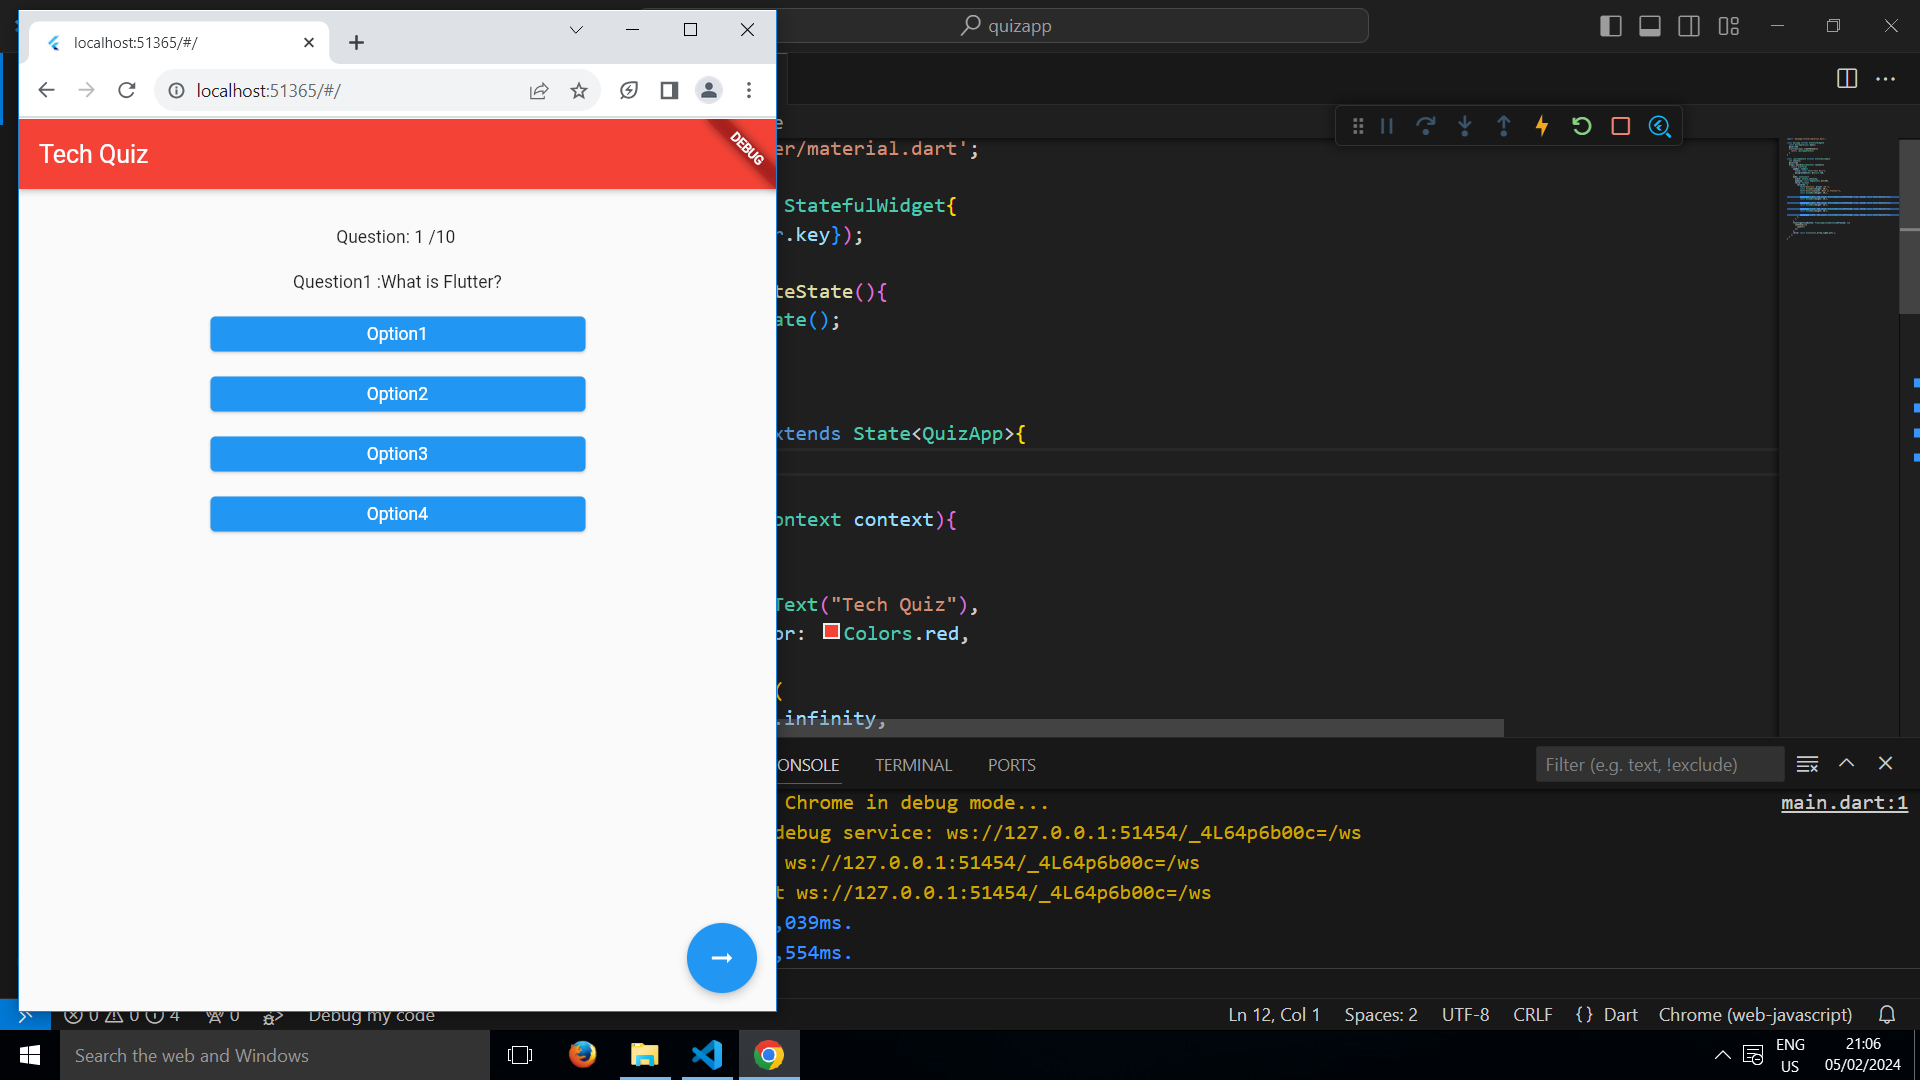 localhost:51365/#/
quizapp
localhost:51365/#/
Tech Quiz
DEBUG
Question: 1 /10
Question1 :What is Flutter?
Option1
Option2
Option3
Option4
e
er/material.dart';
StatefulWidget{
r.key});
teState(){
ate();
xtends State<QuizApp>{
ontext context){
Text("Tech Quiz"),
or: Colors.red,
(
.infinity,
ONSOLE TERMINAL PORTS
Filter (e.g. text, !exclude)
Chrome in debug mode...
main.dart:1
debug service: ws://127.0.0.1:51454/_4L64p6b00c=/ws
ws://127.0.0.1:51454/_4L64p6b00c=/ws
t ws://127.0.0.1:51454/_4L64p6b00c=/ws
,039ms.
,554ms.
0 0 4 0 Debug my code
Ln 12, Col 1 Spaces: 2 UTF-8 CRLF {} Dart Chrome (web-javascript)
Search the web and Windows
ENG
US
21:06
05/02/2024